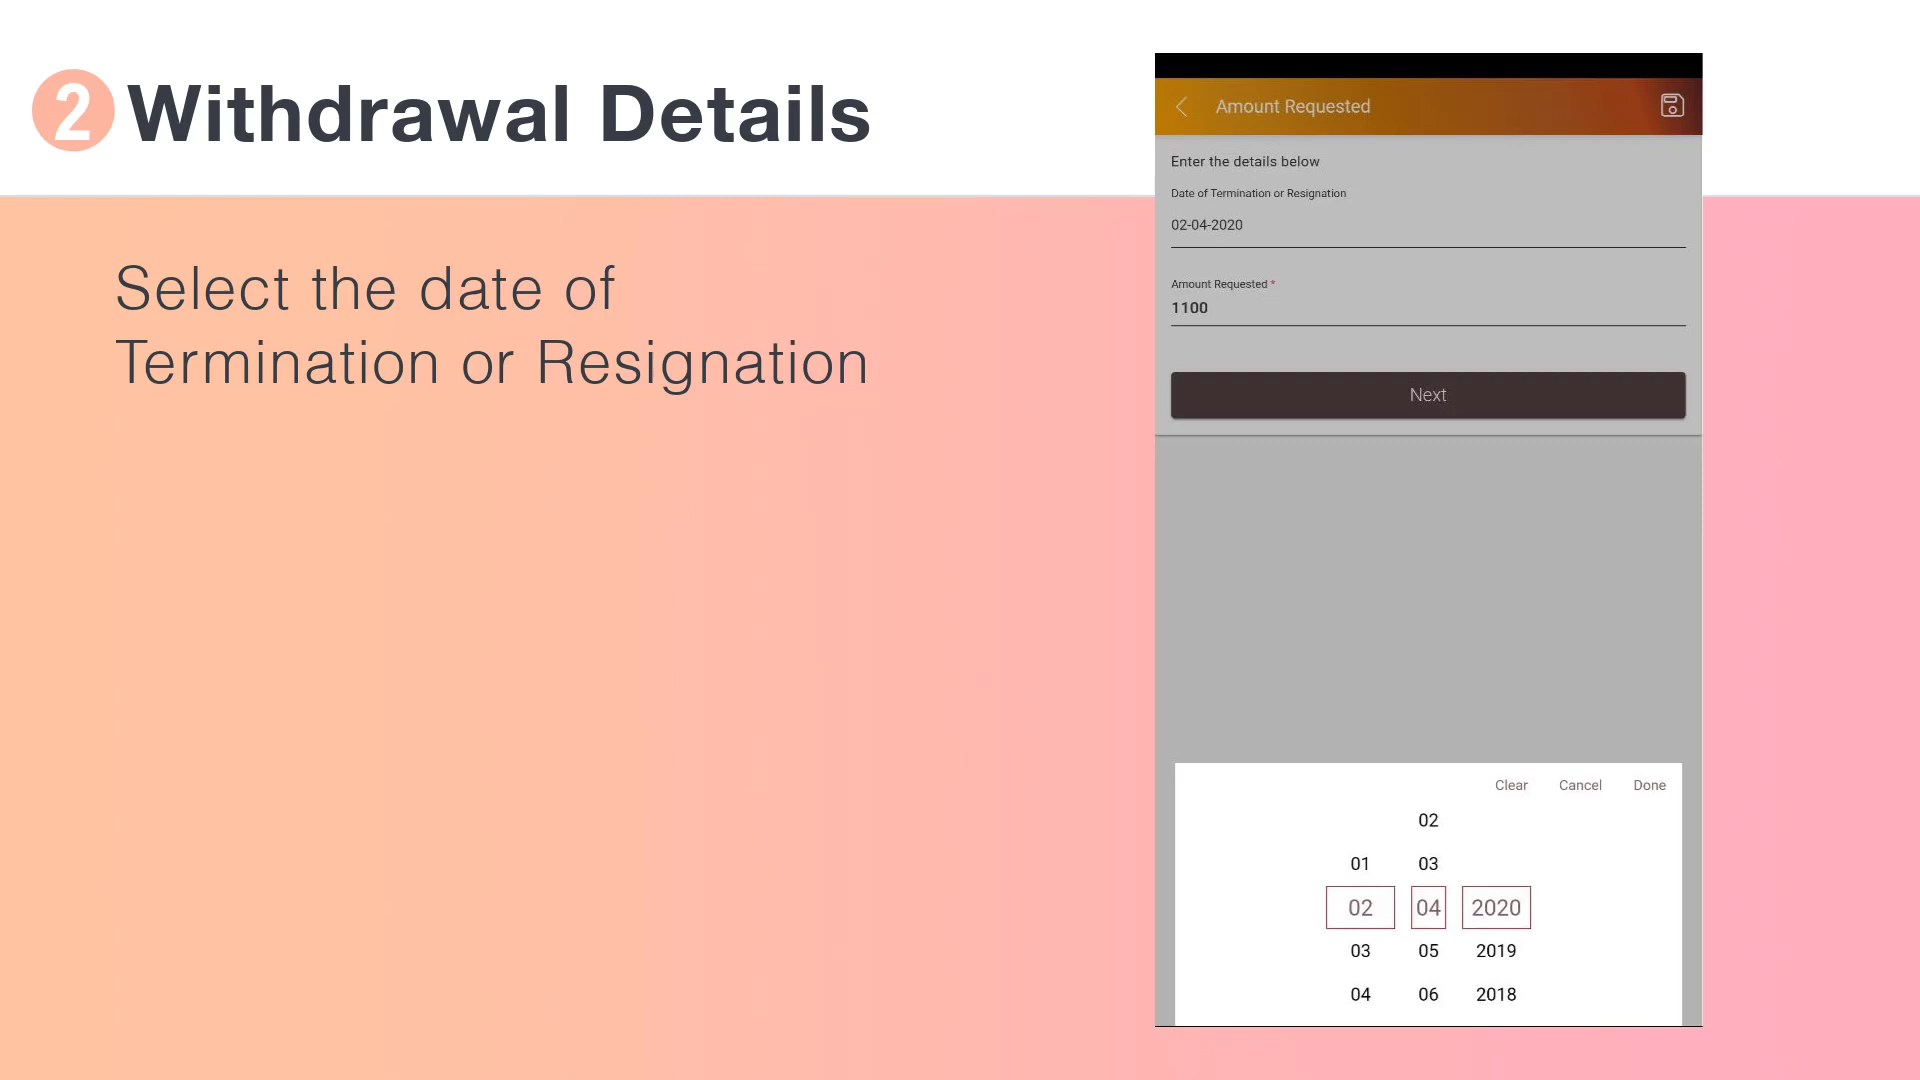 2 Withdrawal Details
Select the date of
Termination or Resignation
Amount Requested
Enter the details below
Date of Termination or Resignation
02-04-2020
Amount Requested *
1100
Next
Clear Cancel Done
02
01 03
02 04 2020
03 05 2019
04 06 2018